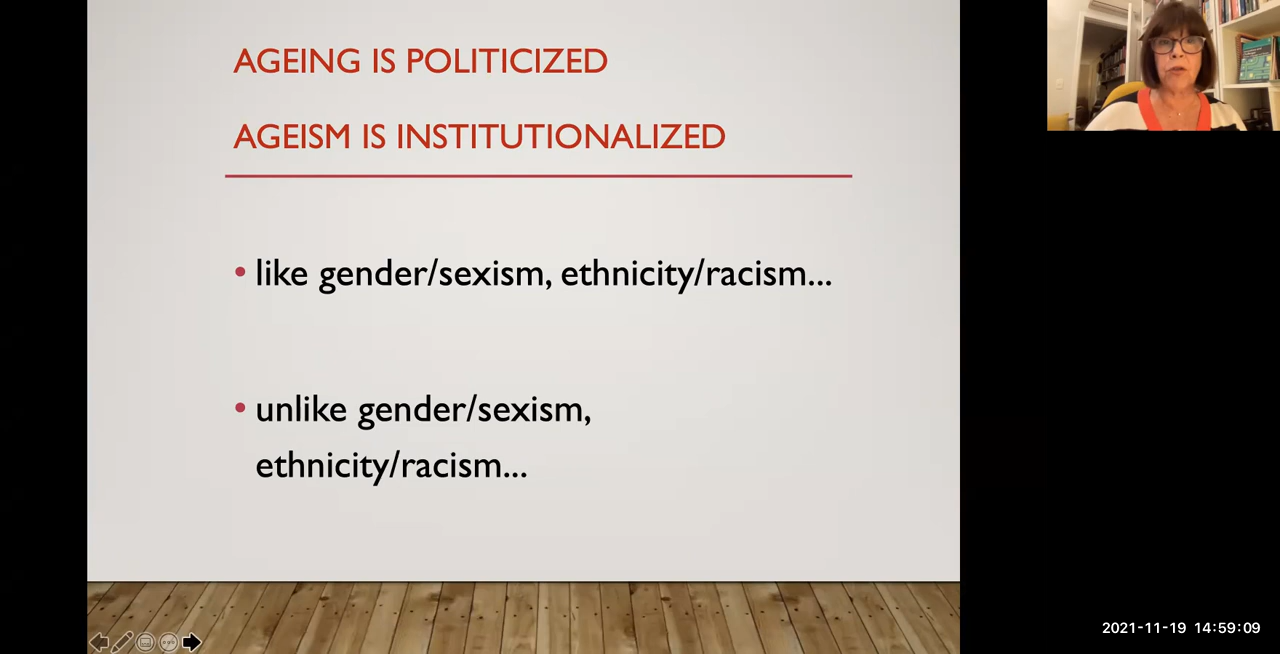 AGEING IS POLITICIZED
AGEISM IS INSTITUTIONALIZED
• like gender/sexism, ethnicity/racism...
• unlike gender/sexism,
ethnicity/racism...
2021-11-19 14:59:09